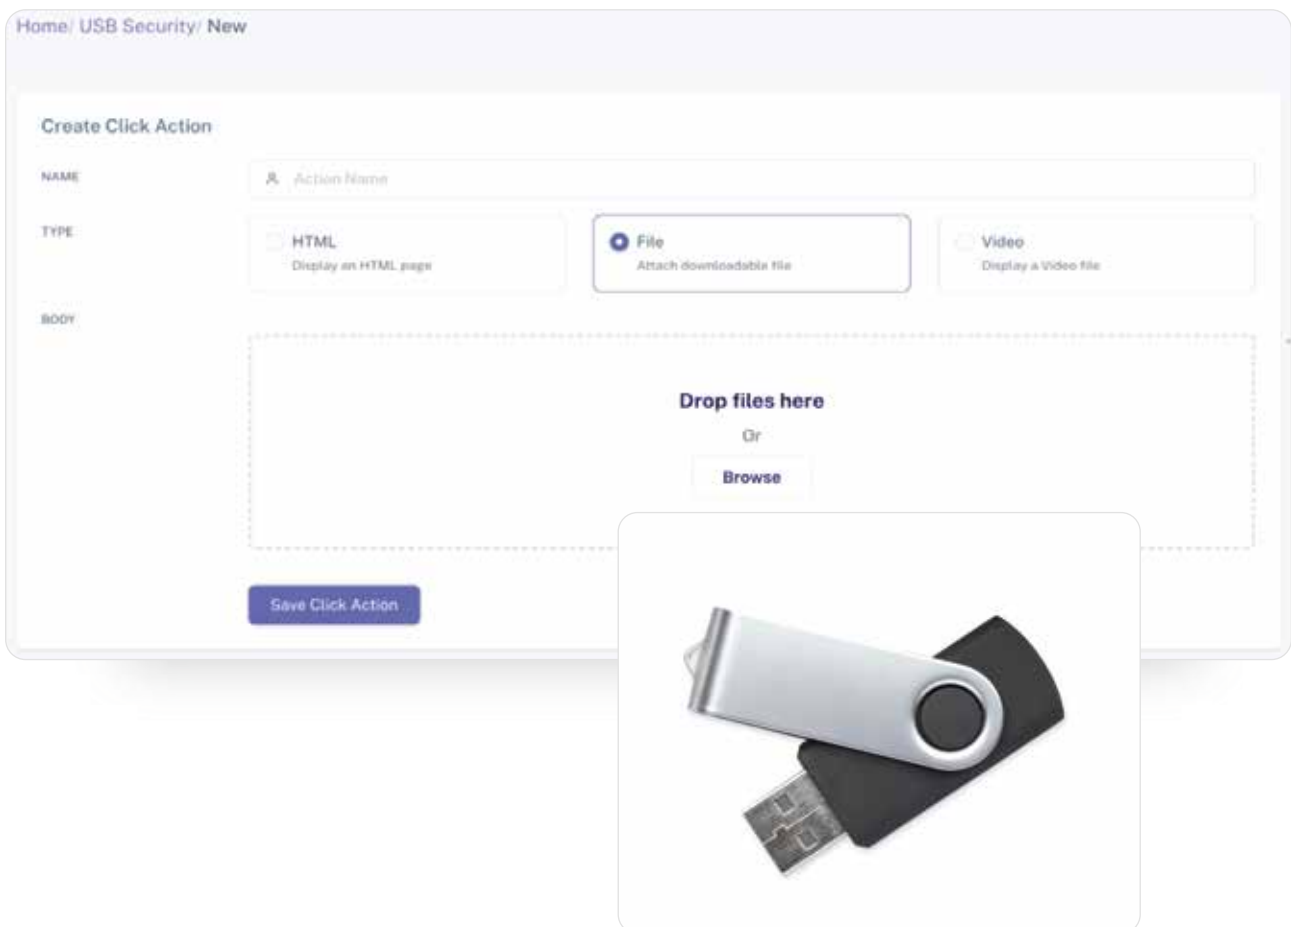 Home/ USB Security/ New
Create Click Action
NAME
Action Name
TYPE
HTML
Display an HTML page
File
Attach downloadable file
Video
Display a Video file
BODY
Drop files here
Or
Browse
Save Click Action